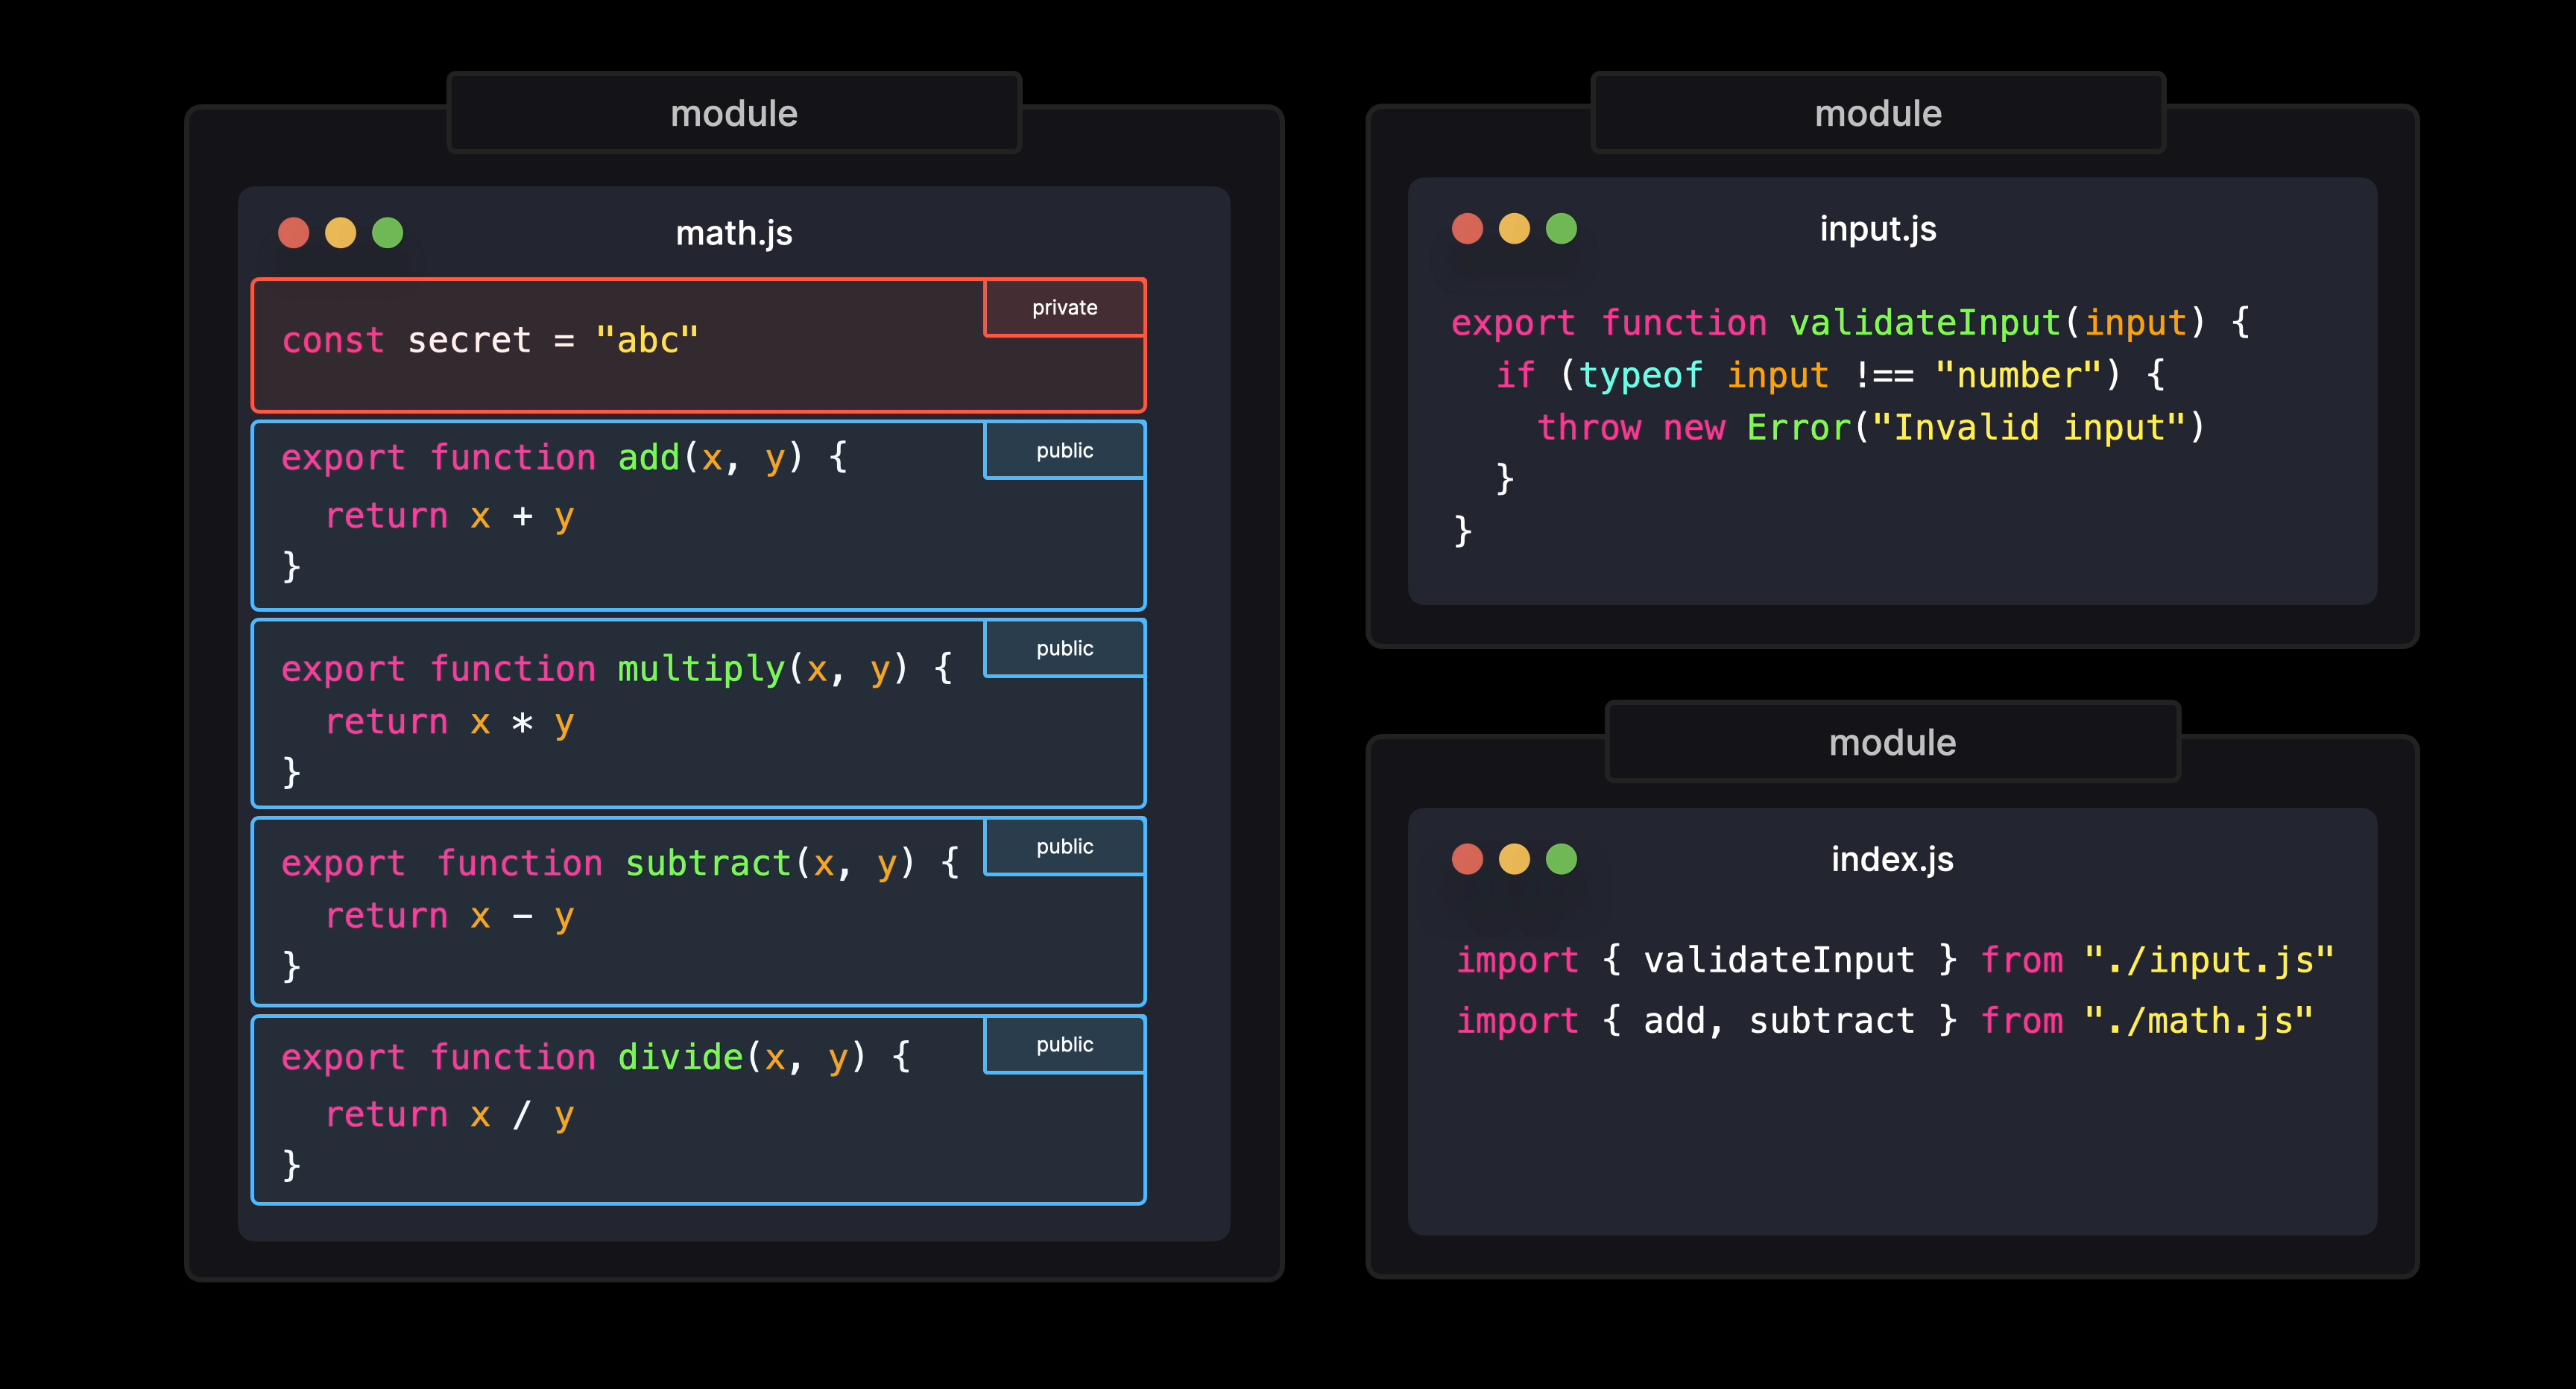 module
math.js
private
const secret = "abc"
public
export function add(x, y) {
  return x + y
}
public
export function multiply(x, y) {
  return x * y
}
public
export function subtract(x, y) {
  return x - y
}
public
export function divide(x, y) {
  return x / y
}
module
input.js
export function validateInput(input) {
  if (typeof input !== "number") {
    throw new Error("Invalid input")
  }
}
module
index.js
import { validateInput } from "./input.js"
import { add, subtract } from "./math.js"